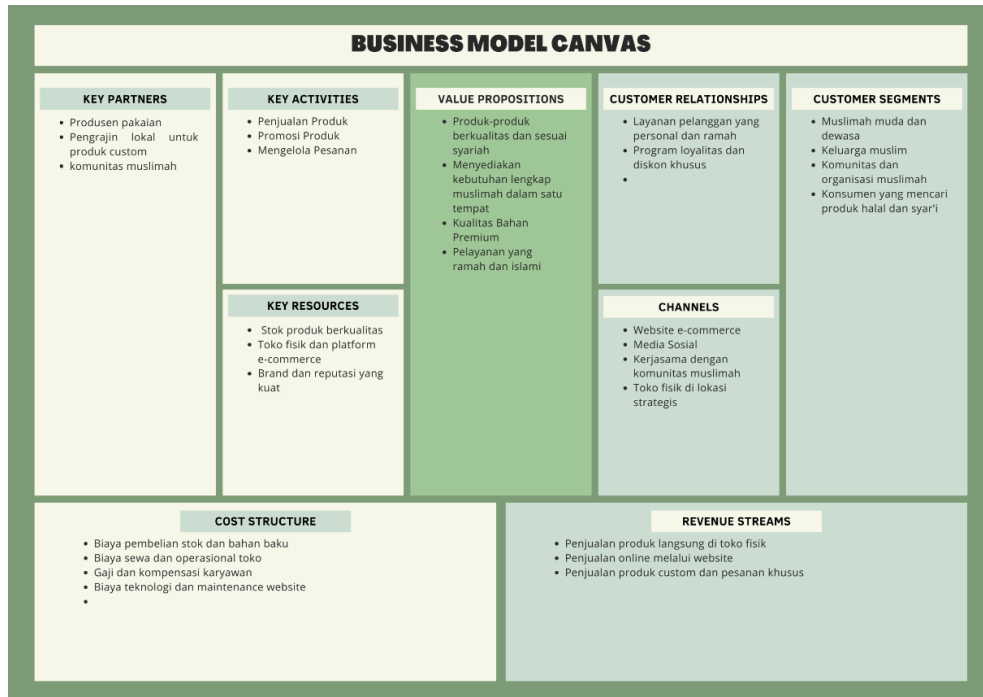 BUSINESS MODEL CANVAS
KEY PARTNERS
• Produsen pakaian
• Pengrajin lokal untuk
produk custom
• komunitas muslimah
KEY ACTIVITIES
• Penjualan Produk
• Promosi Produk
• Mengelola Pesanan
KEY RESOURCES
• Stok produk berkualitas
• Toko fisik dan platform
e-commerce
• Brand dan reputasi yang
kuat
VALUE PROPOSITIONS
• Produk-produk
berkualitas dan sesuai
syariah
• Menyediakan
kebutuhan lengkap
muslimah dalam satu
tempat
• Kualitas Bahan
Premium
• Pelayanan yang
ramah dan islami
CUSTOMER RELATIONSHIPS
• Layanan pelanggan yang
personal dan ramah
• Program loyalitas dan
diskon khusus
•
CHANNELS
• Website e-commerce
• Media Sosial
• Kerjasama dengan
komunitas muslimah
• Toko fisik di lokasi
strategis
CUSTOMER SEGMENTS
• Muslimah muda dan
dewasa
• Keluarga muslim
• Komunitas dan
organisasi muslimah
• Konsumen yang mencari
produk halal dan syar'i
COST STRUCTURE
• Biaya pembelian stok dan bahan baku
• Biaya sewa dan operasional toko
• Gaji dan kompensasi karyawan
• Biaya teknologi dan maintenance website
•
REVENUE STREAMS
• Penjualan produk langsung di toko fisik
• Penjualan online melalui website
• Penjualan produk custom dan pesanan khusus